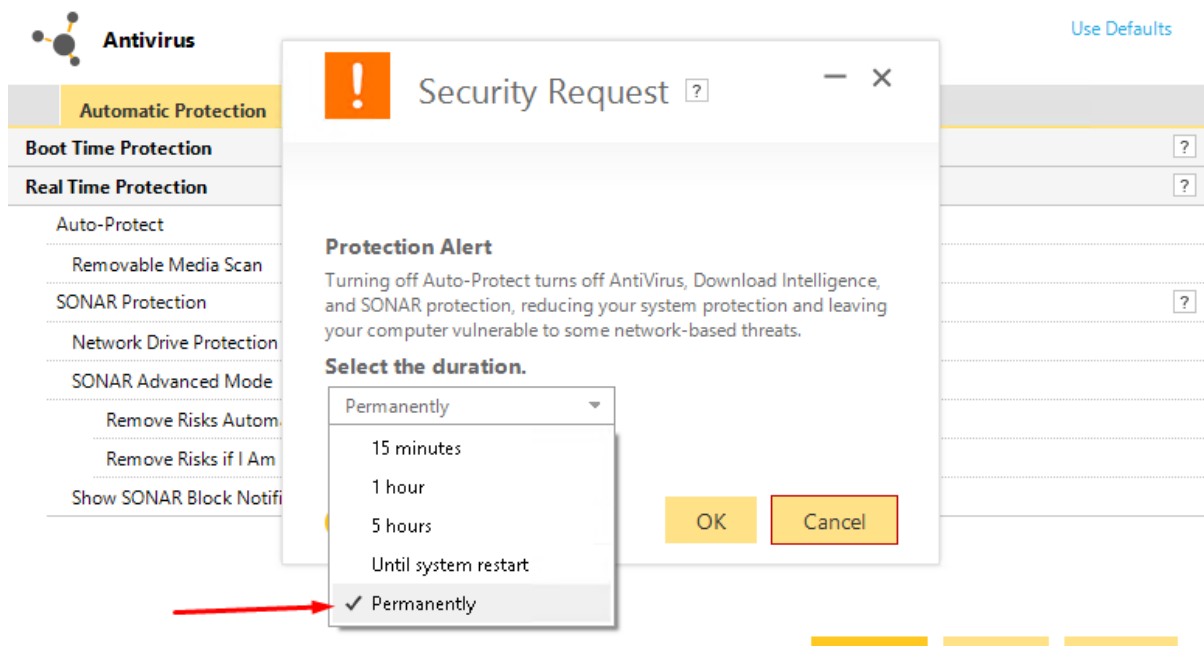 Use Defaults
Antivirus
Security Request ?
Automatic Protection
Boot Time Protection ?
Real Time Protection ?
Auto-Protect
Removable Media Scan
SONAR Protection ?
Network Drive Protection
SONAR Advanced Mode
Remove Risks Autom
Remove Risks if I Am
Show SONAR Block Notifi
Protection Alert
Turning off Auto-Protect turns off AntiVirus, Download Intelligence,
and SONAR protection, reducing your system protection and leaving
your computer vulnerable to some network-based threats.
Select the duration.
Permanently
15 minutes
1 hour
5 hours
Until system restart
Permanently
OK
Cancel